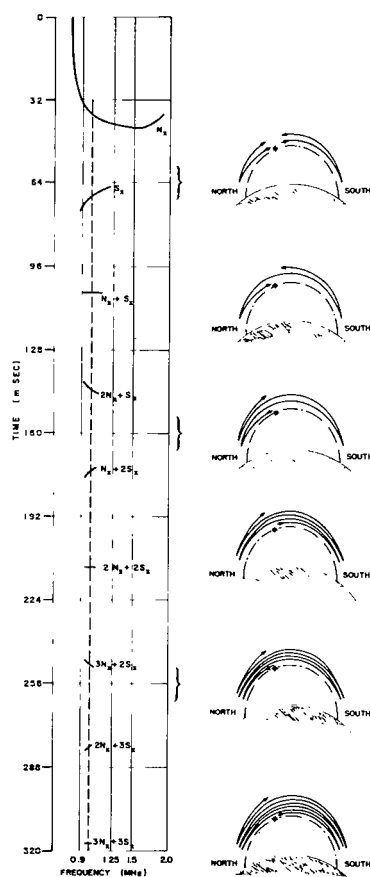 0
32
64
96
128
160
192
224
256
288
320
TIME (m SEC)
N_x
S_x
N_x + S_x
2N_x + S_x
N_x + 2S_x
2N_x + 2S_x
3N_x + 2S_x
2N_x + 3S_x
3N_x + 3S_x
0.9 1.25 1.5 2.0
FREQUENCY (MHz)
NORTH SOUTH
NORTH SOUTH
NORTH SOUTH
NORTH SOUTH
NORTH SOUTH
NORTH SOUTH